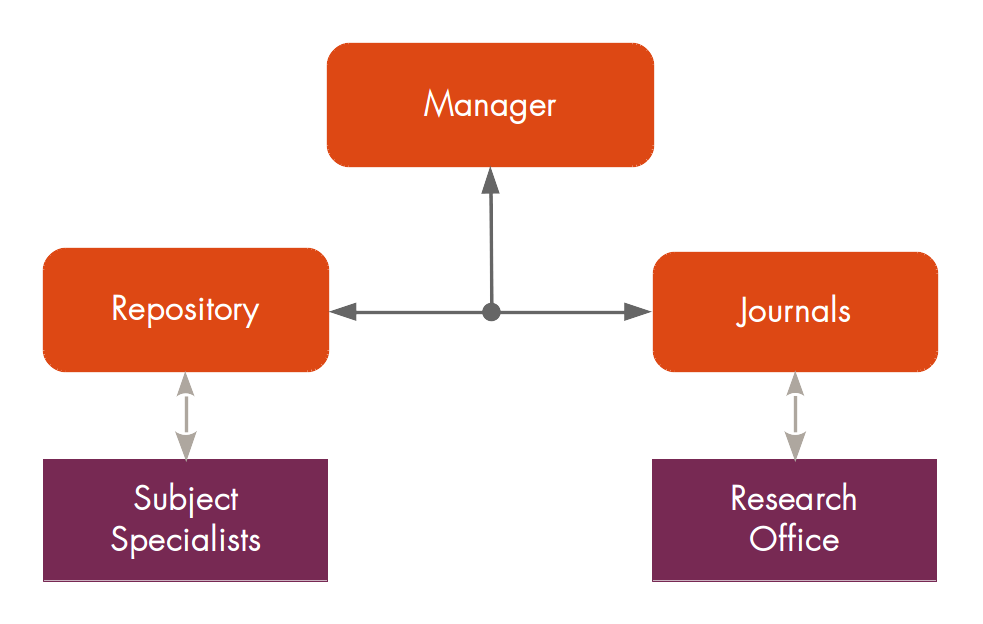 Manager
Repository
Journals
Subject
Specialists
Research
Office